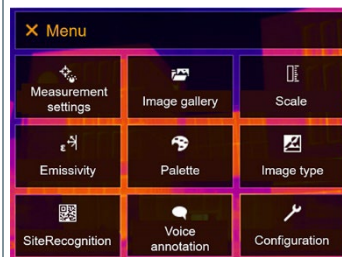 Menu
Measurement
settings
Image gallery
Scale
ε
Emissivity
Palette
Image type
SiteRecognition
Voice
annotation
Configuration